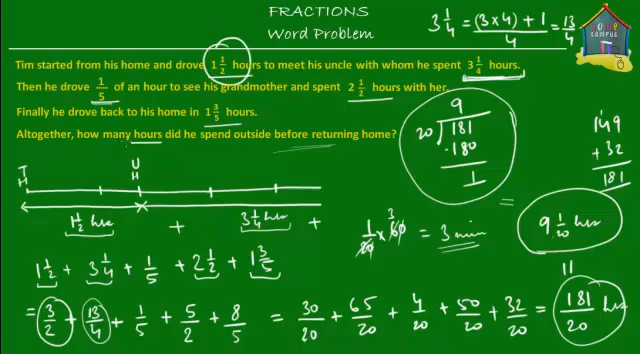 FRACTIONS
Word Problem
Home campus
3 1/4 = (3 × 4) + 1 / 4 = 13/4
Tim started from his home and drove 1 1/2 hours to meet his uncle with whom he spent 3 1/4 hours.
Then he drove 1/5 of an hour to see his grandmother and spent 2 1/2 hours with her.
Finally he drove back to his home in 1 3/5 hours.
Altogether, how many hours did he spend outside before returning home?
9
20 ) 181
- 180
1
149
+ 32
181
TH UH
1 1/2 hrs + 3 1/4 hrs +
1/20 × 60 3 = 3 min
= 9 1/20 hrs
1 1/2 + 3 1/4 + 1/5 + 2 1/2 + 1 3/5
= 3/2 + 13/4 + 1/5 + 5/2 + 8/5 = 30/20 + 65/20 + 4/20 + 50/20 + 32/20 = 181/20 hrs